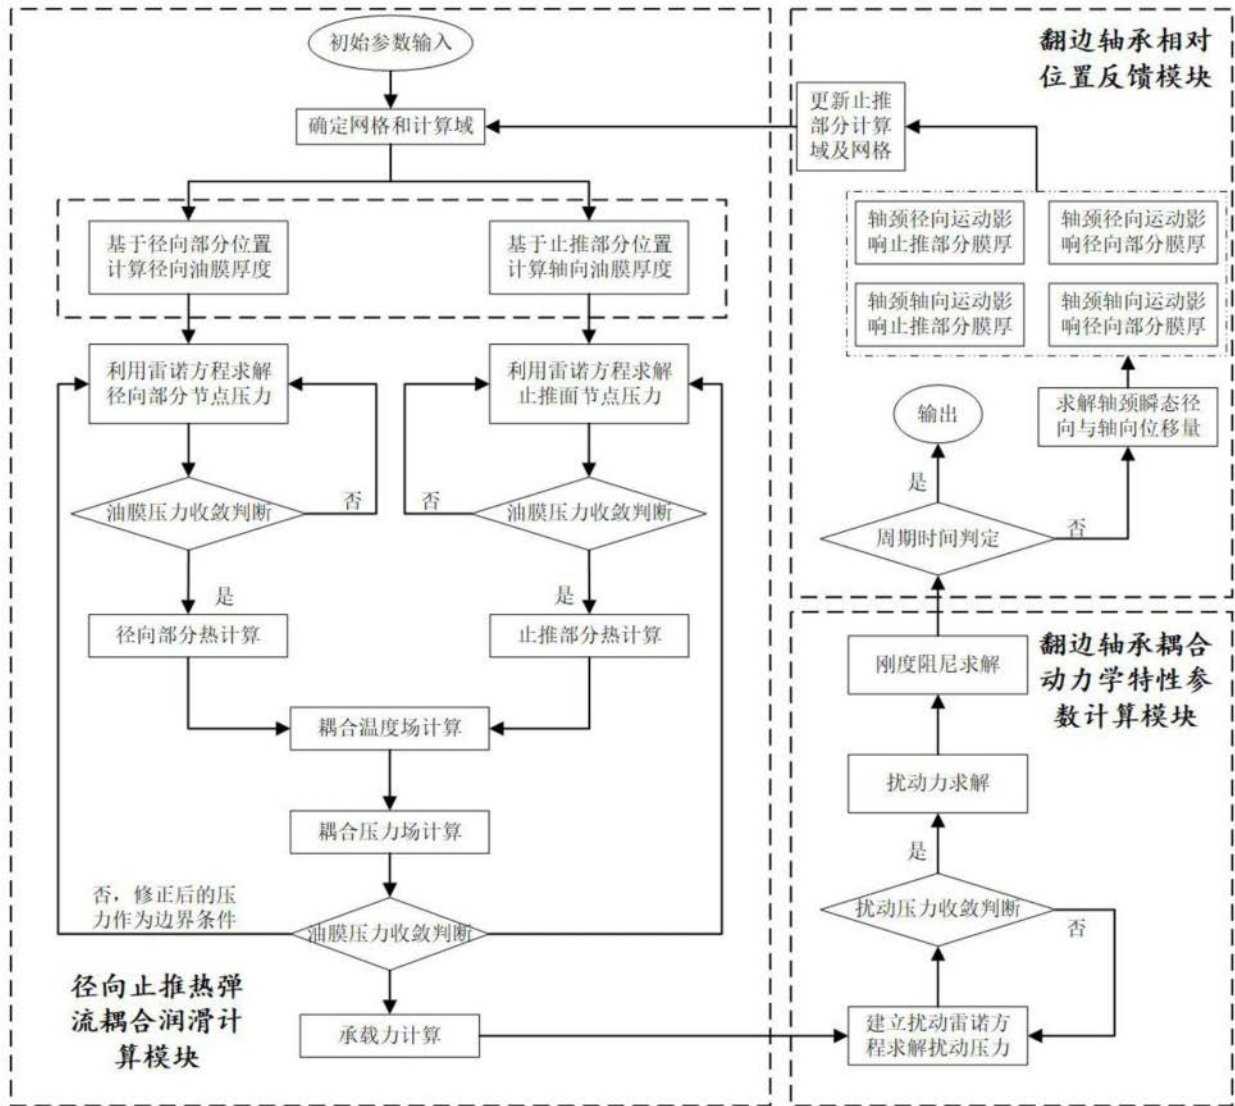 初始参数输入
确定网格和计算域
基于径向部分位置
计算径向油膜厚度
基于止推部分位置
计算轴向油膜厚度
利用雷诺方程求解
径向部分节点压力
利用雷诺方程求解
止推面节点压力
油膜压力收敛判断
否
否
油膜压力收敛判断
是
是
径向部分热计算
止推部分热计算
耦合温度场计算
耦合压力场计算
否，修正后的压
力作为边界条件
油膜压力收敛判断
径向止推热弹
流耦合润滑计
算模块
承载力计算
翻边轴承相对
位置反馈模块
更新止推
部分计算
域及网格
轴颈径向运动影
响止推部分膜厚
轴颈径向运动影
响径向部分膜厚
轴颈轴向运动影
响止推部分膜厚
轴颈轴向运动影
响径向部分膜厚
输出
求解轴颈瞬态径
向与轴向位移量
是
周期时间判定
否
翻边轴承耦合
动力学特性参
数计算模块
刚度阻尼求解
扰动力求解
是
扰动压力收敛判断
否
建立扰动雷诺方
程求解扰动压力